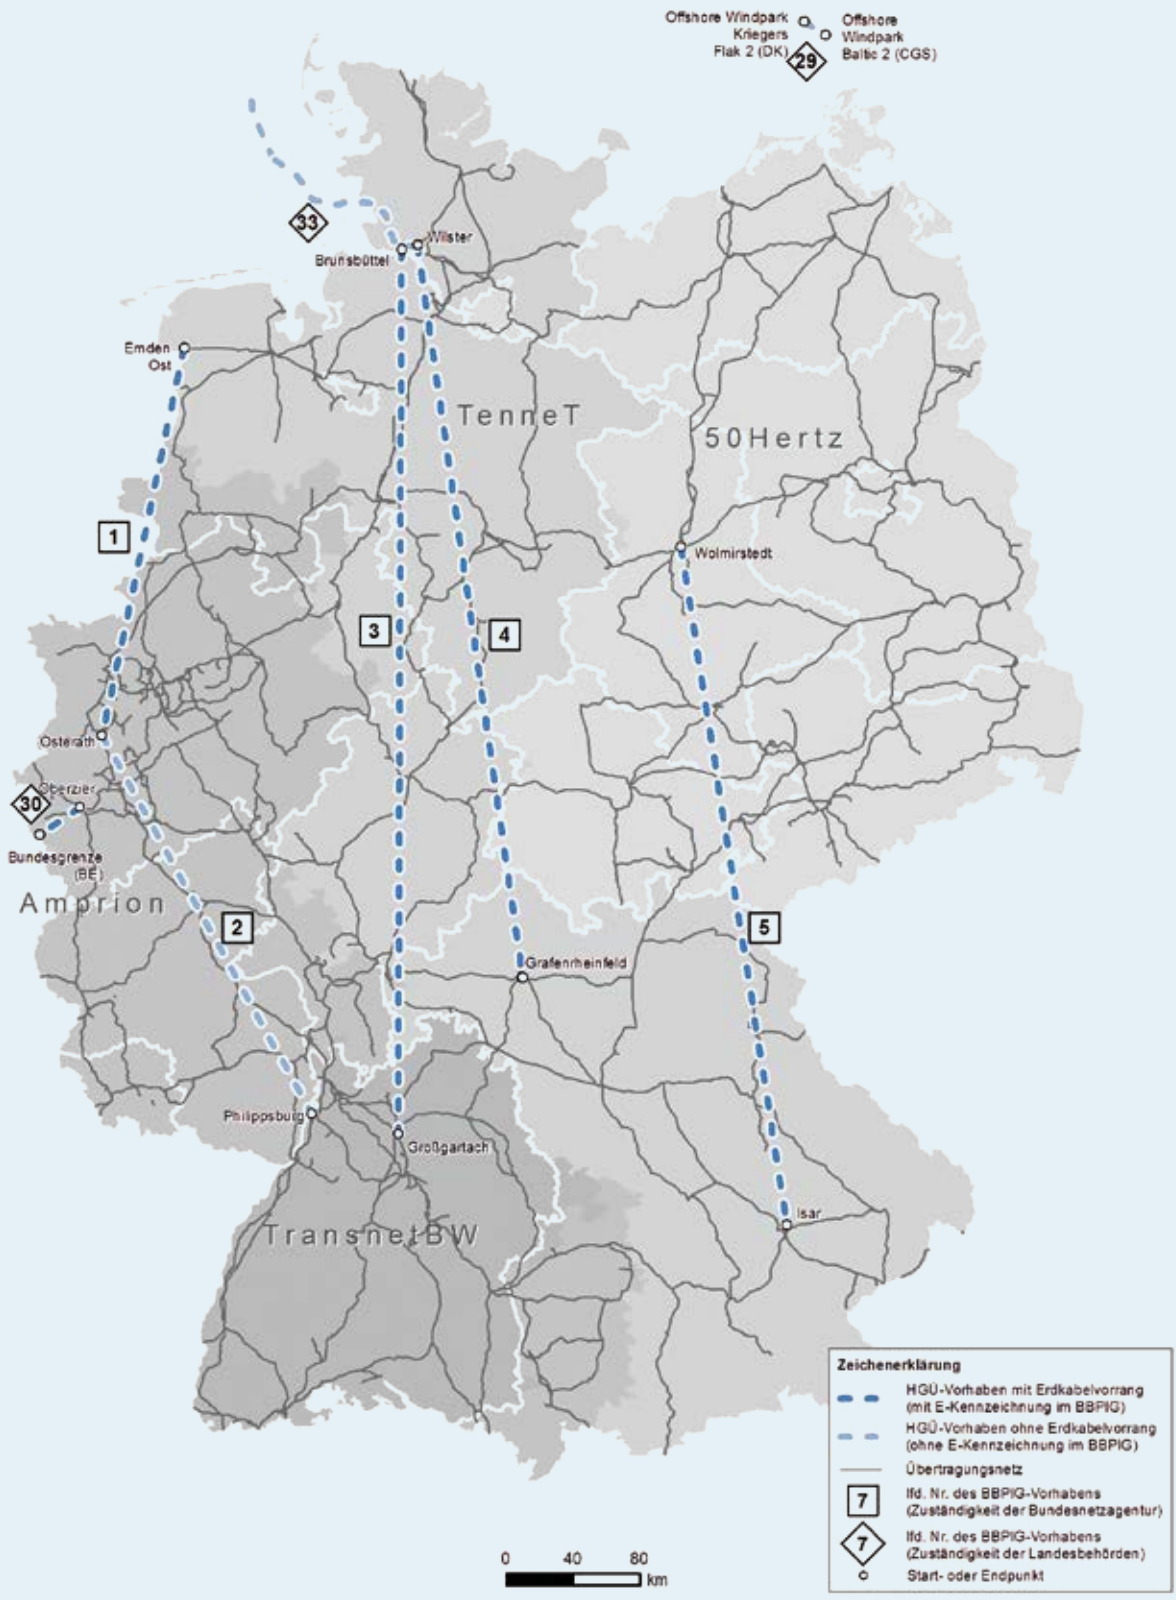 Offshore Windpark
Kriegers
Flak 2 (DK)
Offshore
Windpark
Baltic 2 (CGS)
29
33
Wilster
Brunsbüttel
Emden
Ost
TenneT
50Hertz
1
Wolmirstedt
3
4
Osterath
Oberzier
30
Bundesgrenze
(BE)
Amprion
2
5
Grafenrheinfeld
Philippsburg
Großgartach
Isar
TransnetBW
Zeichenerklärung
HGÜ-Vorhaben mit Erdkabelvorrang
(mit E-Kennzeichnung im BBPlG)
HGÜ-Vorhaben ohne Erdkabelvorrang
(ohne E-Kennzeichnung im BBPlG)
Übertragungsnetz
7
lfd. Nr. des BBPlG-Vorhabens
(Zuständigkeit der Bundesnetzagentur)
7
lfd. Nr. des BBPlG-Vorhabens
(Zuständigkeit der Landesbehörden)
Start- oder Endpunkt
0 40 80
km